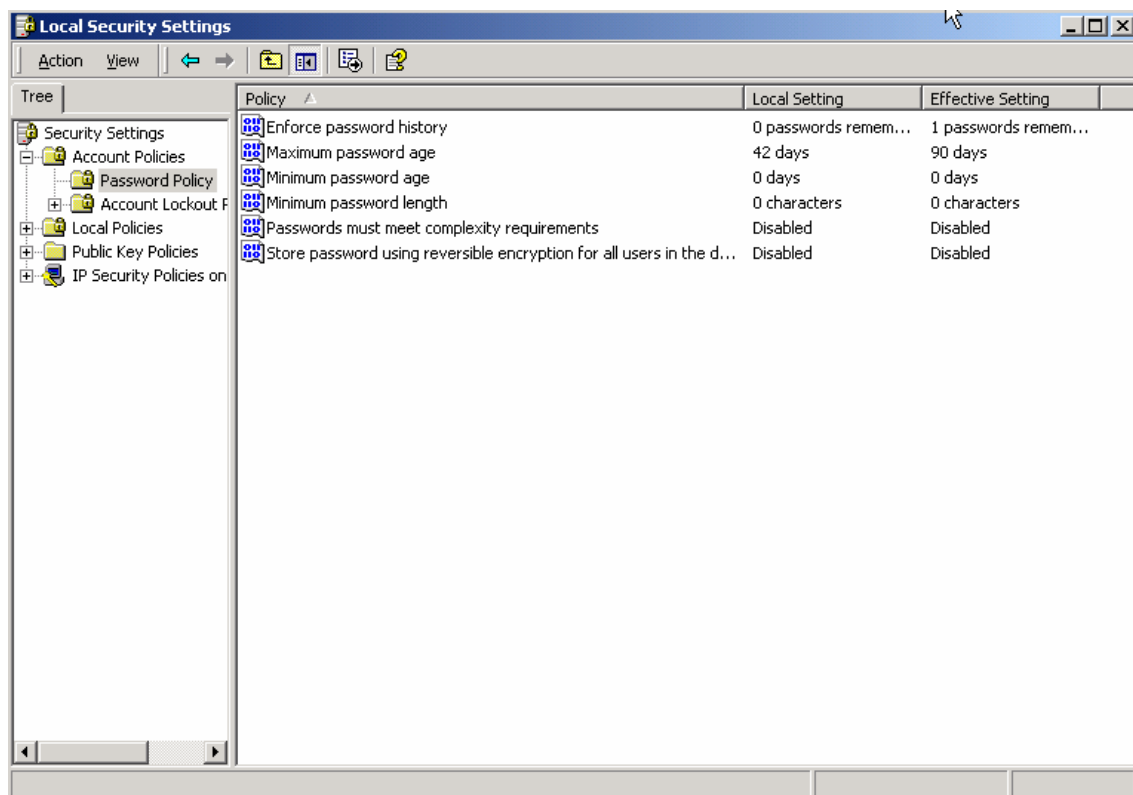 Local Security Settings
Action View
Tree
Policy Local Setting Effective Setting
Security Settings
Account Policies
Password Policy
Account Lockout P
Local Policies
Public Key Policies
IP Security Policies on
Enforce password history 0 passwords remem... 1 passwords remem...
Maximum password age 42 days 90 days
Minimum password age 0 days 0 days
Minimum password length 0 characters 0 characters
Passwords must meet complexity requirements Disabled Disabled
Store password using reversible encryption for all users in the d... Disabled Disabled